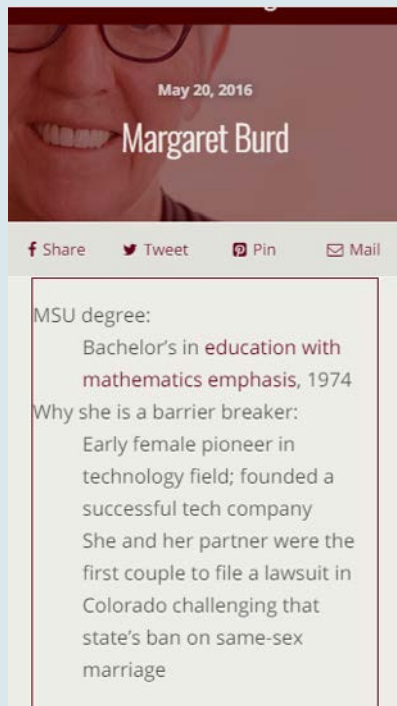 May 20, 2016
Margaret Burd
Share Tweet Pin Mail
MSU degree:
Bachelor’s in education with
mathematics emphasis, 1974
Why she is a barrier breaker:
Early female pioneer in
technology field; founded a
successful tech company
She and her partner were the
first couple to file a lawsuit in
Colorado challenging that
state’s ban on same-sex
marriage